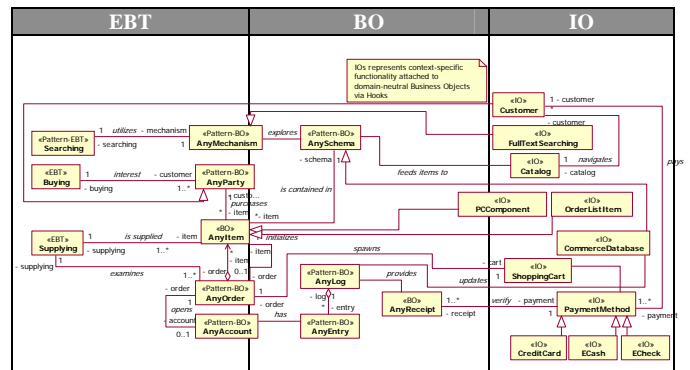 EBT
BO
IO
IOs represents context-specific
functionality attached to
domain-neutral Business Objects
via Hooks
«IO»
Customer
1 - customer
*
- customer
«Pattern-EBT»
Searching
1 utilizes - mechanism
- searching 1
«Pattern-BO»
AnyMechanism
explores
«Pattern-BO»
AnySchema
- schema
1
«IO»
FullTextSearching
«IO»
Catalog
1 navigates
- catalog
pays
feeds items to
«EBT»
Buying
1 interest - customer
- buying 1..*
«Pattern-BO»
AnyParty
1 custo...
purchases
* - item
is contained in
*- item
«IO»
PCComponent
«IO»
OrderListItem
«EBT»
Supplying
1 is supplied - item
- supplying 1..*
- supplying
1
«BO»
AnyItem
initializes
«IO»
CommerceDatabase
*
- item
- item
0..1
- order
- order
examines
1..*
spawns
- cart
1
«IO»
ShoppingCart
«Pattern-BO»
AnyOrder
- order
1
1
- order
opens
- account
0..1
«Pattern-BO»
AnyLog
- log 1
* - entry
provides
updates
«Pattern-BO»
AnyAccount
has
«Pattern-BO»
AnyEntry
«BO»
AnyReceipt
1..*
- receipt
verify - payment
1
«IO»
PaymentMethod
1..*
- payment
«IO»
CreditCard
«IO»
ECash
«IO»
ECheck